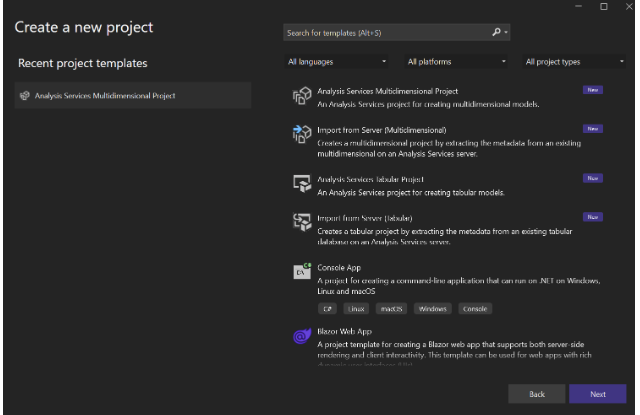 Create a new project
Search for templates (Alt+S)
Recent project templates
All languages
All platforms
All project types
Analysis Services Multidimensional Project
Analysis Services Multidimensional Project
New
An Analysis Services project for creating multidimensional models.
Import from Server (Multidimensional)
New
Creates a multidimensional project by extracting the metadata from an existing
multidimensional on an Analysis Services server.
Analysis Services Tabular Project
New
An Analysis Services project for creating tabular models.
Import from Server (Tabular)
New
Creates a tabular project by extracting the metadata from an existing tabular
database on an Analysis Services server.
Console App
A project for creating a command-line application that can run on .NET on Windows,
Linux and macOS
C#
Linux
macOS
Windows
Console
Blazor Web App
A project template for creating a Blazor web app that supports both server-side
rendering and client interactivity. This template can be used for web apps with rich
Back
Next